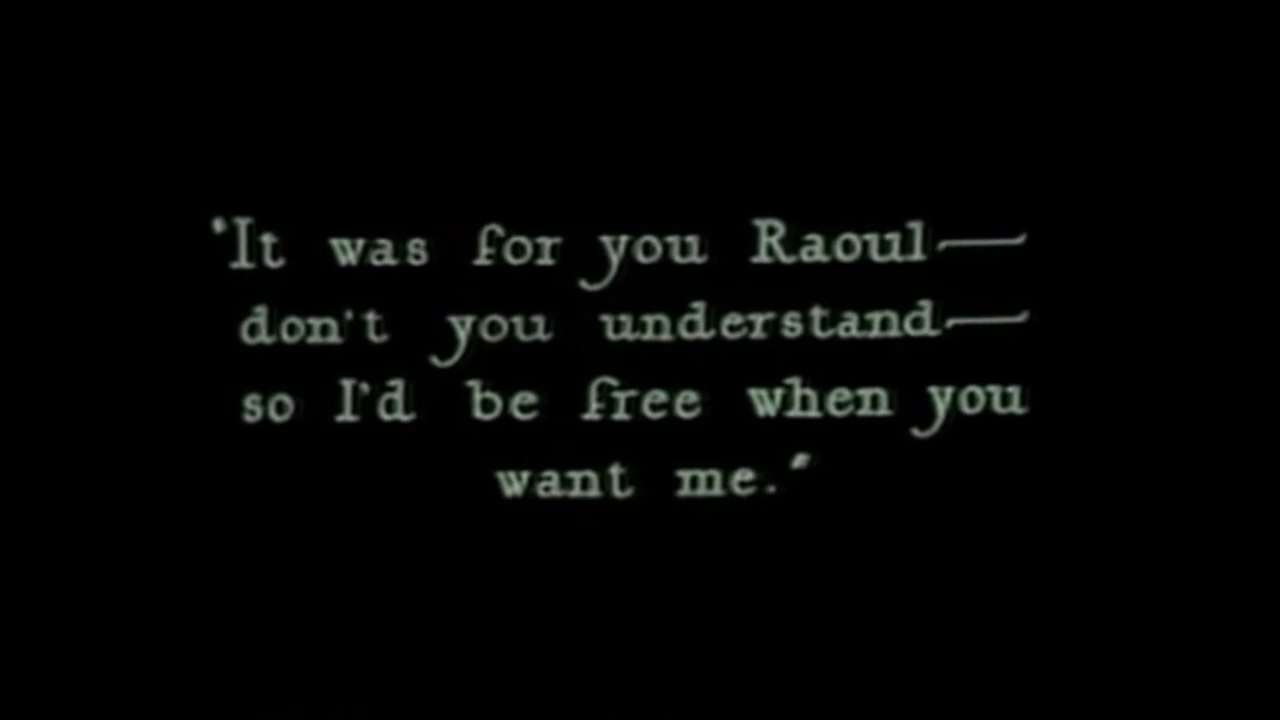 "It was for you Raoul—
don't you understand—
so I'd be free when you
want me."